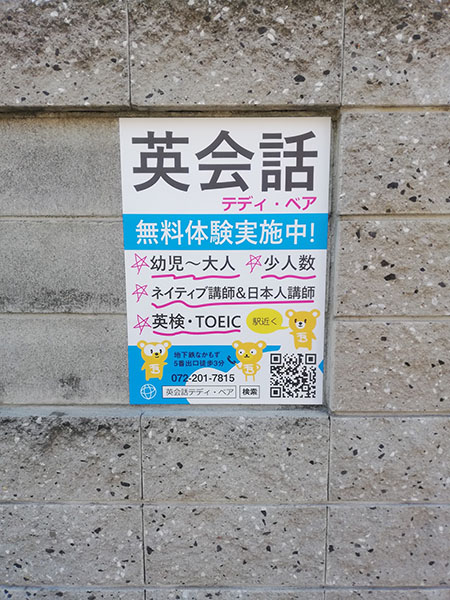 英会話
テディ・ベア
無料体験実施中!
☆幼児〜大人 ☆少人数
☆ネイティブ講師&日本人講師
☆英検・TOEIC 駅近く
地下鉄なかもず
5番出口徒歩3分
072-201-7815
英会話テディ・ベア 検索